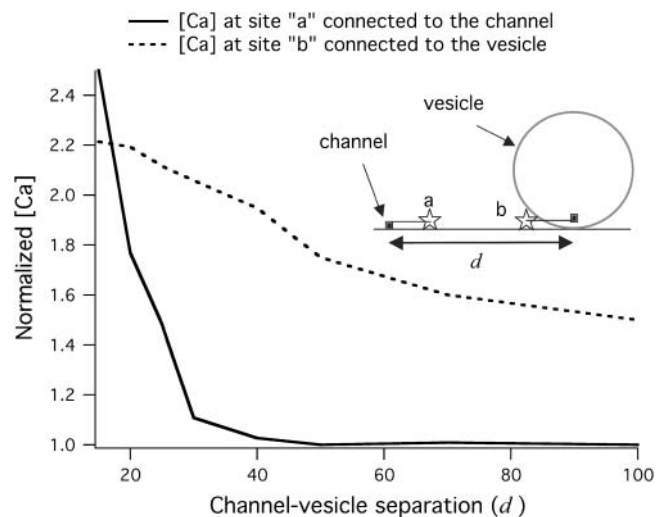 [Ca] at site "a" connected to the channel
[Ca] at site "b" connected to the vesicle
2.4
2.2
2.0
1.8
1.6
1.4
1.2
1.0
Normalized [Ca]
vesicle
channel
a
b
d
20
40
60
80
100
Channel-vesicle separation (d )